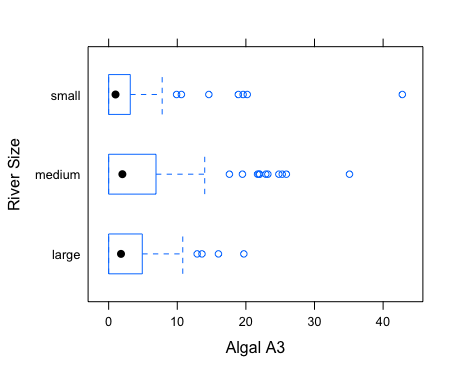 small
medium
large
River Size
0 10 20 30 40
Algal A3